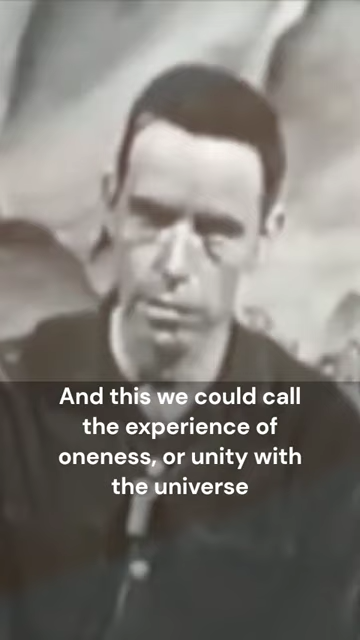 And this we could call
the experience of
oneness, or unity with
the universe